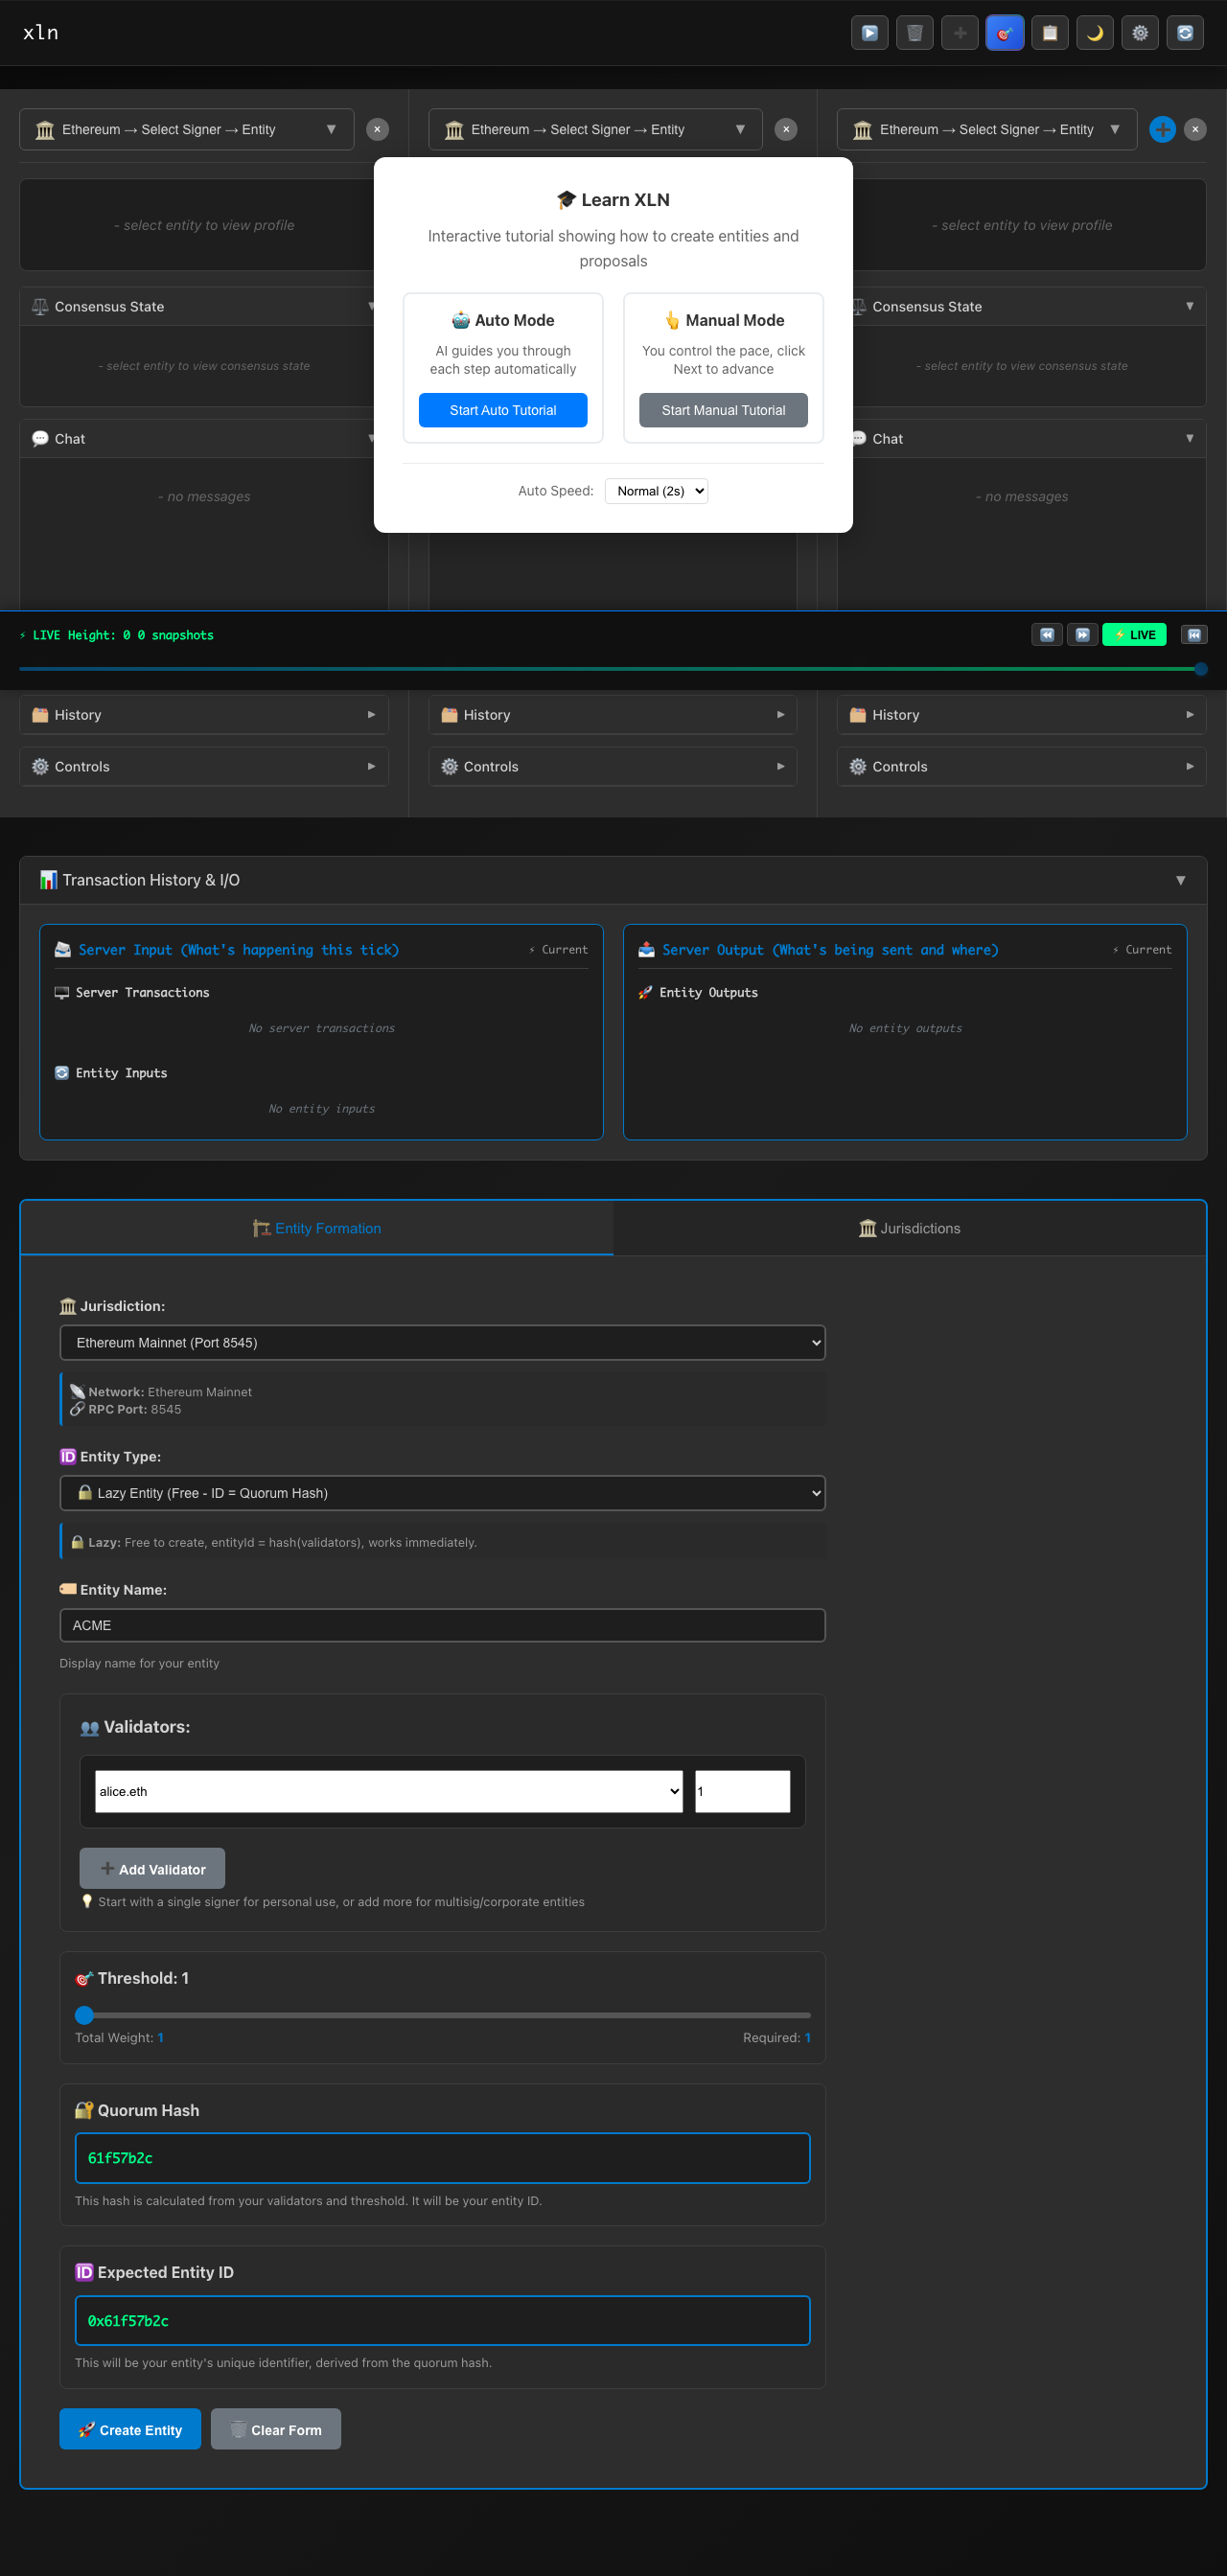 xln
Ethereum → Select Signer → Entity
Ethereum → Select Signer → Entity
Ethereum → Select Signer → Entity
- select entity to view profile
- select entity to view profile
🎓 Learn XLN
Interactive tutorial showing how to create entities and
proposals
🤖 Auto Mode
AI guides you through
each step automatically
Start Auto Tutorial
👆 Manual Mode
You control the pace, click
Next to advance
Start Manual Tutorial
Auto Speed: Normal (2s)
⚖️ Consensus State
- select entity to view consensus state
⚖️ Consensus State
- select entity to view consensus state
💬 Chat
- no messages
💬 Chat
- no messages
⚡ LIVE Height: 0 0 snapshots
⚡ LIVE
History
History
History
Controls
Controls
Controls
📊 Transaction History & I/O
📨 Server Input (What's happening this tick)
⚡ Current
🖥️ Server Transactions
No server transactions
🔄 Entity Inputs
No entity inputs
📤 Server Output (What's being sent and where)
⚡ Current
🚀 Entity Outputs
No entity outputs
🏗️ Entity Formation
🏛️ Jurisdictions
🏛️ Jurisdiction:
Ethereum Mainnet (Port 8545)
📡 Network: Ethereum Mainnet
🔗 RPC Port: 8545
🆔 Entity Type:
🔒 Lazy Entity (Free - ID = Quorum Hash)
🔒 Lazy: Free to create, entityId = hash(validators), works immediately.
🏷️ Entity Name:
ACME
Display name for your entity
👥 Validators:
alice.eth
1
➕ Add Validator
💡 Start with a single signer for personal use, or add more for multisig/corporate entities
🎯 Threshold: 1
Total Weight: 1
Required: 1
🔐 Quorum Hash
61f57b2c
This hash is calculated from your validators and threshold. It will be your entity ID.
🆔 Expected Entity ID
0x61f57b2c
This will be your entity's unique identifier, derived from the quorum hash.
🚀 Create Entity
🗑️ Clear Form